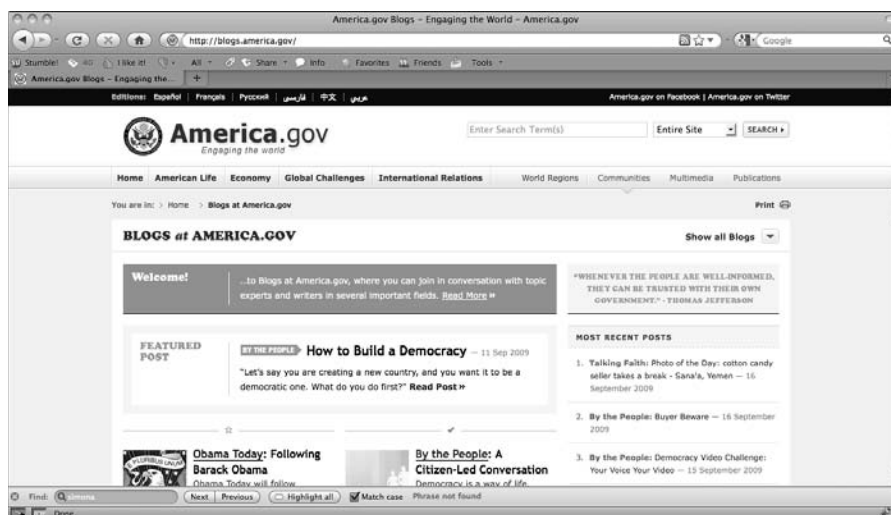 America.gov Blogs – Engaging the World – America.gov
http://blogs.america.gov/
Google
Stumble! I like it! All Share Info Favorites Friends Tools
America.gov Blogs – Engaging the...
Editions: Español | Français | Русский | فارسی | 中文 | عربي
America.gov on Facebook | America.gov on Twitter
America.gov
Engaging the world
Enter Search Term(s) Entire Site SEARCH
Home American Life Economy Global Challenges International Relations World Regions Communities Multimedia Publications
You are in: > Home > Blogs at America.gov
Print
BLOGS at AMERICA.GOV
Show all Blogs
Welcome!
...to Blogs at America.gov, where you can join in conversation with topic
experts and writers in several important fields. Read More »
"WHENEVER THE PEOPLE ARE WELL-INFORMED,
THEY CAN BE TRUSTED WITH THEIR OWN
GOVERNMENT." - THOMAS JEFFERSON
FEATURED
POST
BY THE PEOPLE How to Build a Democracy — 11 Sep 2009
"Let's say you are creating a new country, and you want it to be a
democratic one. What do you do first?" Read Post »
MOST RECENT POSTS
1. Talking Faith: Photo of the Day: cotton candy
seller takes a break - Sana'a, Yemen — 16
September 2009
2. By the People: Buyer Beware — 16 September
2009
3. By the People: Democracy Video Challenge:
Your Voice Your Video — 15 September 2009
PLURIBUS UNUM
Obama Today: Following
Barack Obama
Obama Today will follow
By the People: A
Citizen-Led Conversation
Democracy is a way of life.
Find: simona Next Previous Highlight all Match case Phrase not found
Done